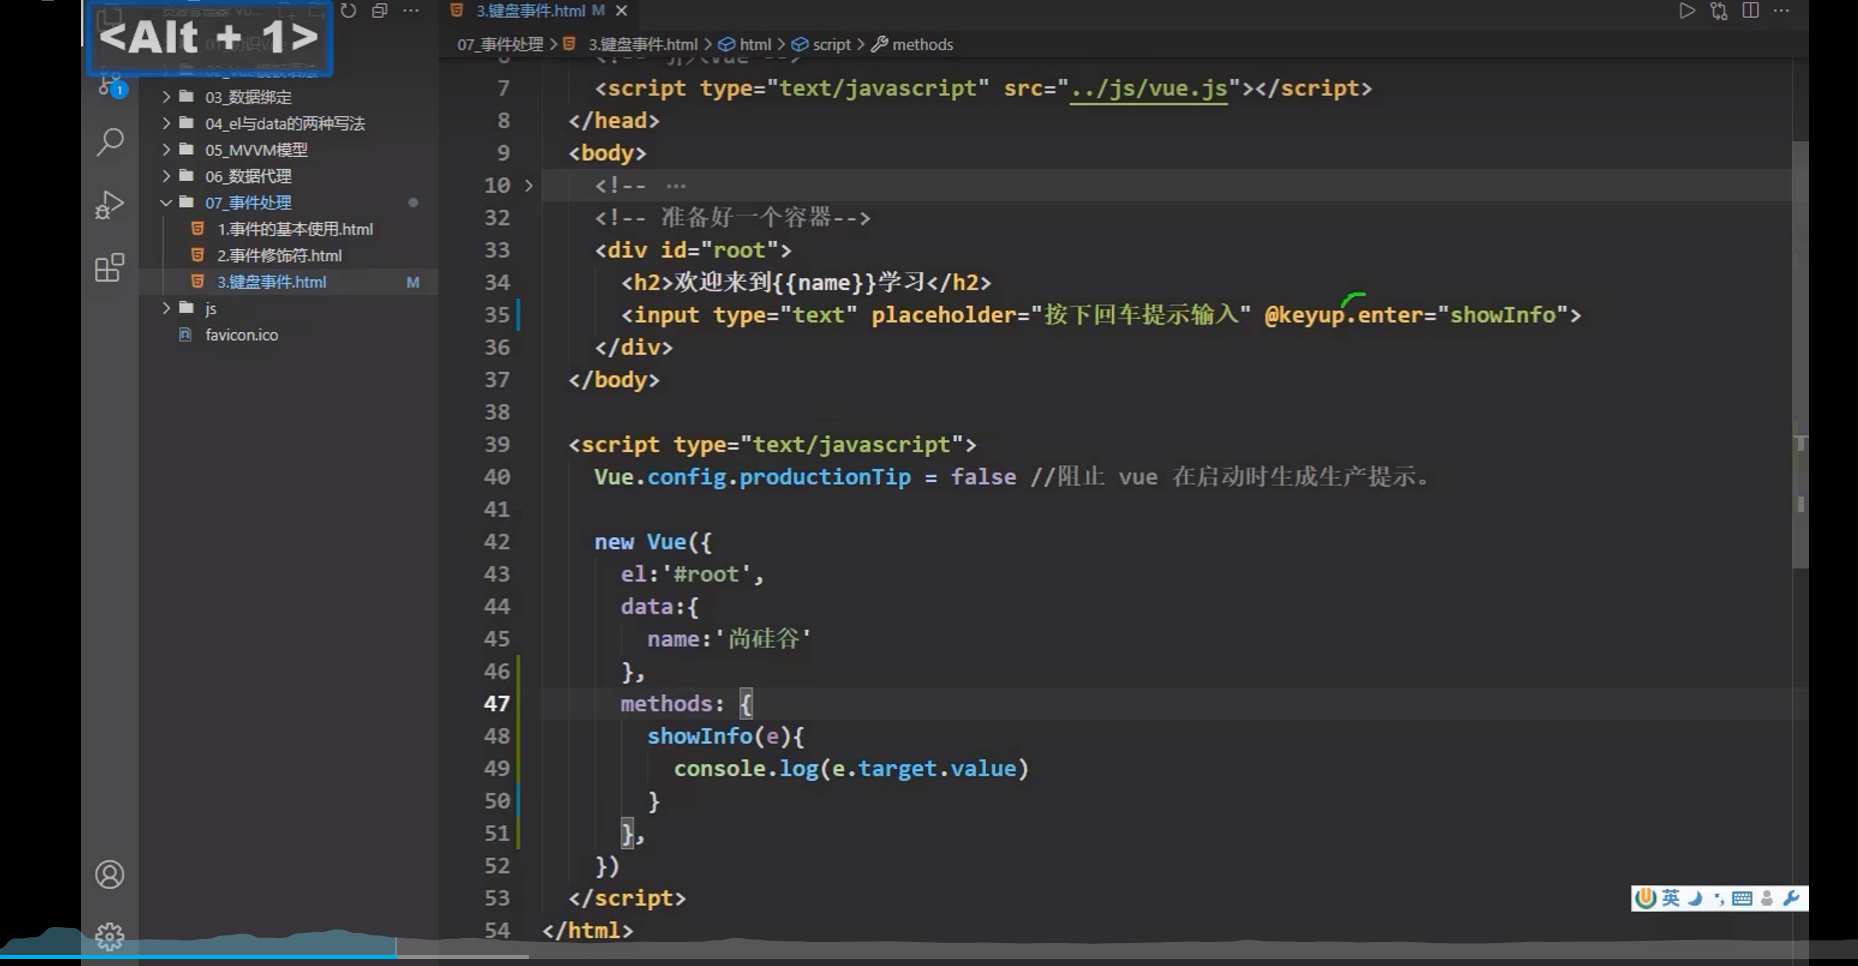 <Alt + 1>
3.键盘事件.html M
07_事件处理 > 3.键盘事件.html > html > script > methods
1
03_数据绑定
04_el与data的两种写法
05_MVVM模型
06_数据代理
07_事件处理
1.事件的基本使用.html
2.事件修饰符.html
3.键盘事件.html M
js
favicon.ico
7 <script type="text/javascript" src="../js/vue.js"></script>
8 </head>
9 <body>
10 <!-- ...
32 <!-- 准备好一个容器-->
33 <div id="root">
34 <h2>欢迎来到{{name}}学习</h2>
35 <input type="text" placeholder="按下回车提示输入" @keyup.enter="showInfo">
36 </div>
37 </body>
38
39 <script type="text/javascript">
40 Vue.config.productionTip = false //阻止 vue 在启动时生成生产提示。
41
42 new Vue({
43 el:'#root',
44 data:{
45 name:'尚硅谷'
46 },
47 methods: {
48 showInfo(e){
49 console.log(e.target.value)
50 }
51 },
52 })
53 </script>
54 </html>
英